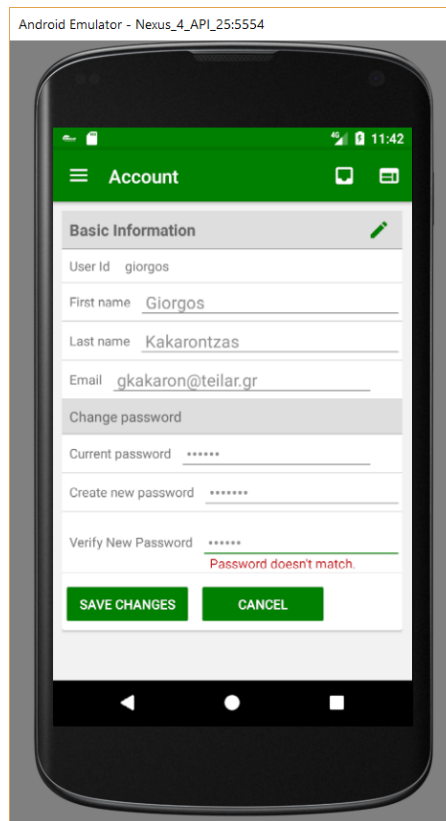 Android Emulator - Nexus_4_API_25:5554
4G 11:42
Account
Basic Information
User Id giorgos
First name Giorgos
Last name Kakarontzas
Email gkakaron@teilar.gr
Change password
Current password ••••••
Create new password •••••••
Verify New Password ••••••
Password doesn't match.
SAVE CHANGES CANCEL